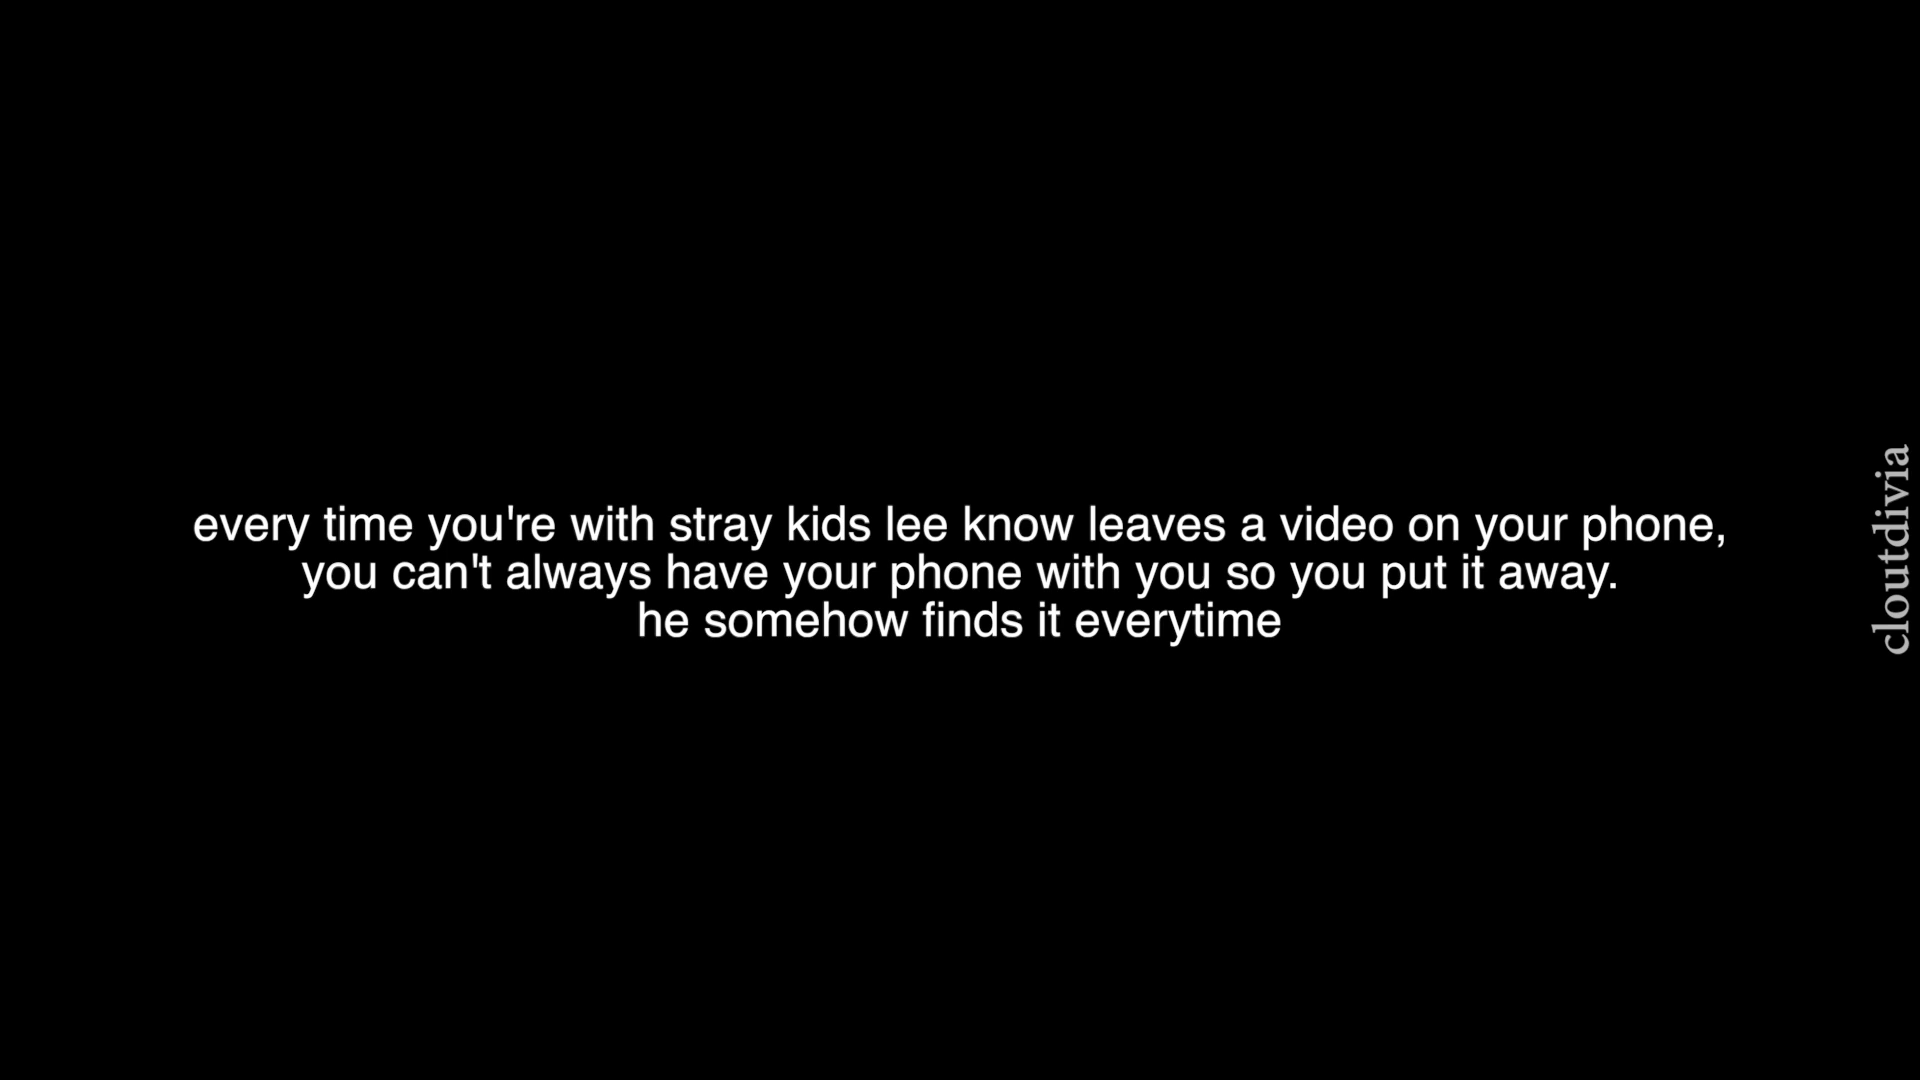 every time you're with stray kids lee know leaves a video on your phone,
you can't always have your phone with you so you put it away.
he somehow finds it everytime
cloutdivia